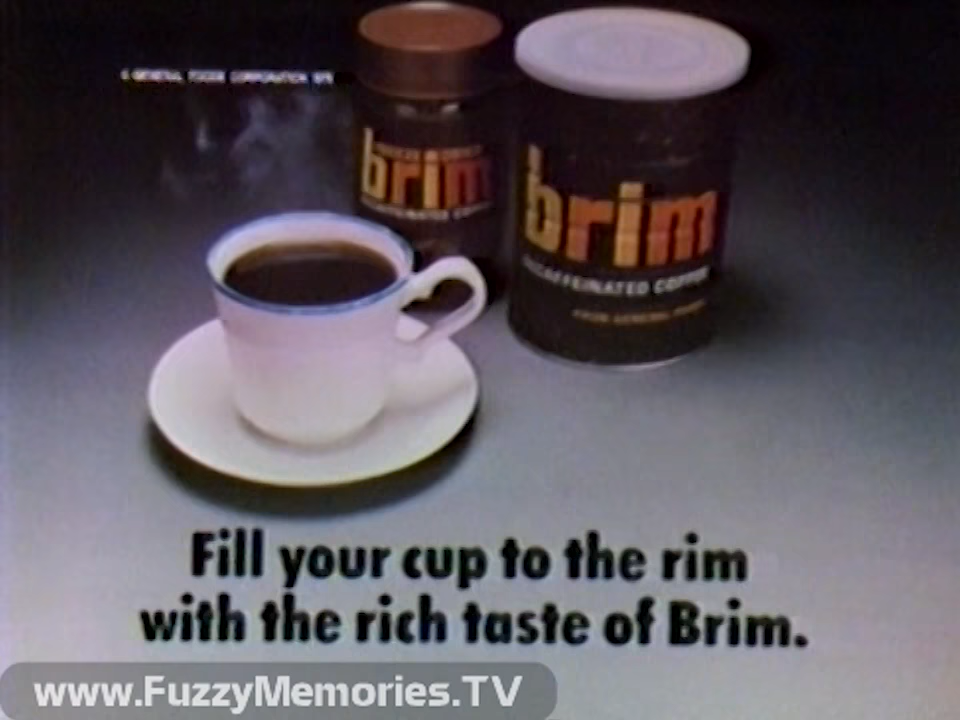 © GENERAL FOODS CORPORATION
brim
brim
DECAFFEINATED COFFEE
Fill your cup to the rim
with the rich taste of Brim.
www.FuzzyMemories.TV